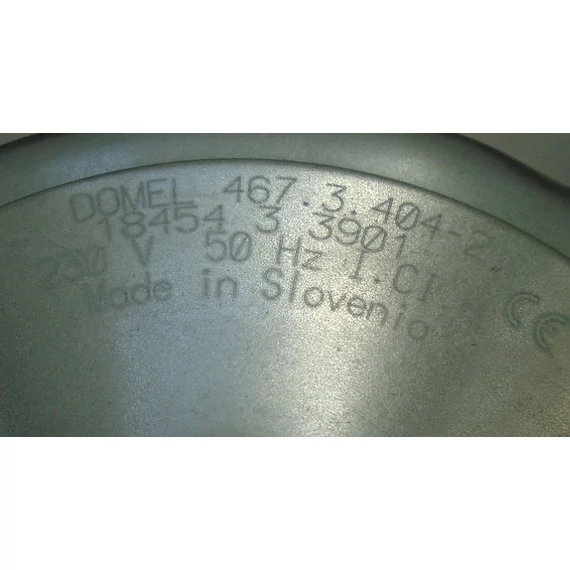 DOMEL 467.3.404-2
18454 3 3901
230 V 50 Hz I.Cl
Made in Slovenia
CE